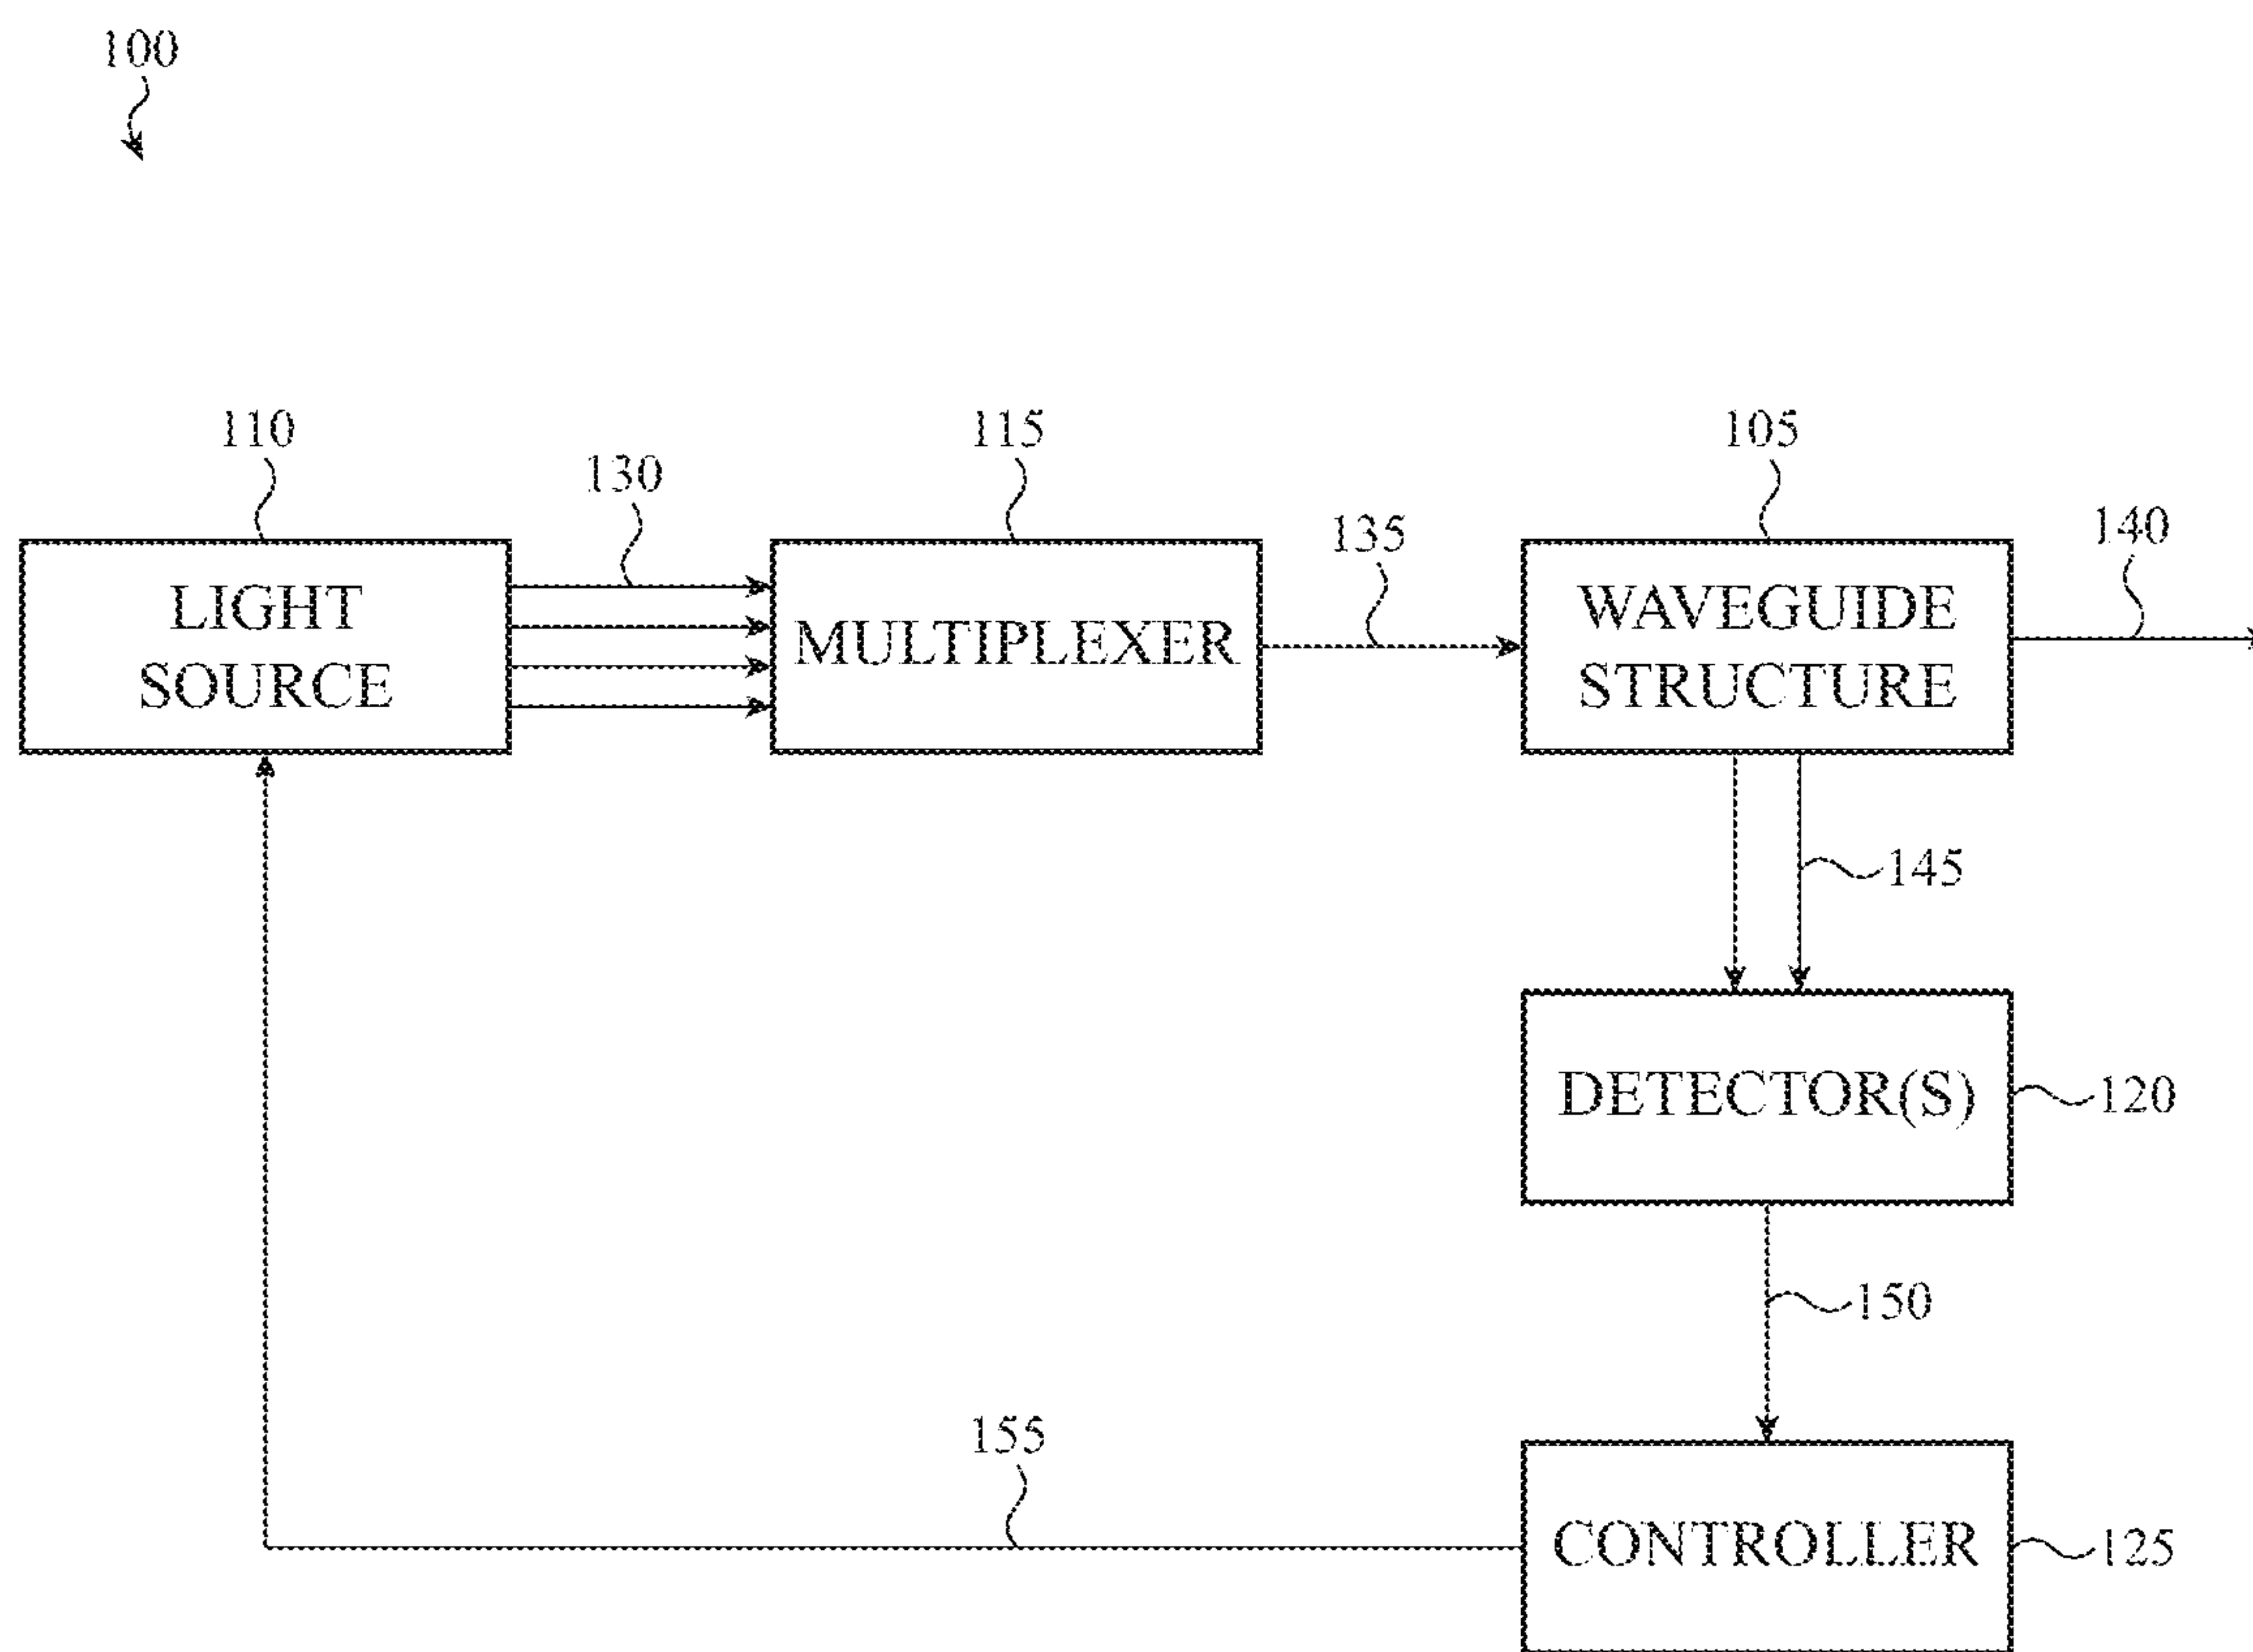 100
110
130
115
135
105
140
LIGHT
SOURCE
MULTIPLEXER
WAVEGUIDE
STRUCTURE
145
DETECTOR(S)
120
150
155
CONTROLLER
125